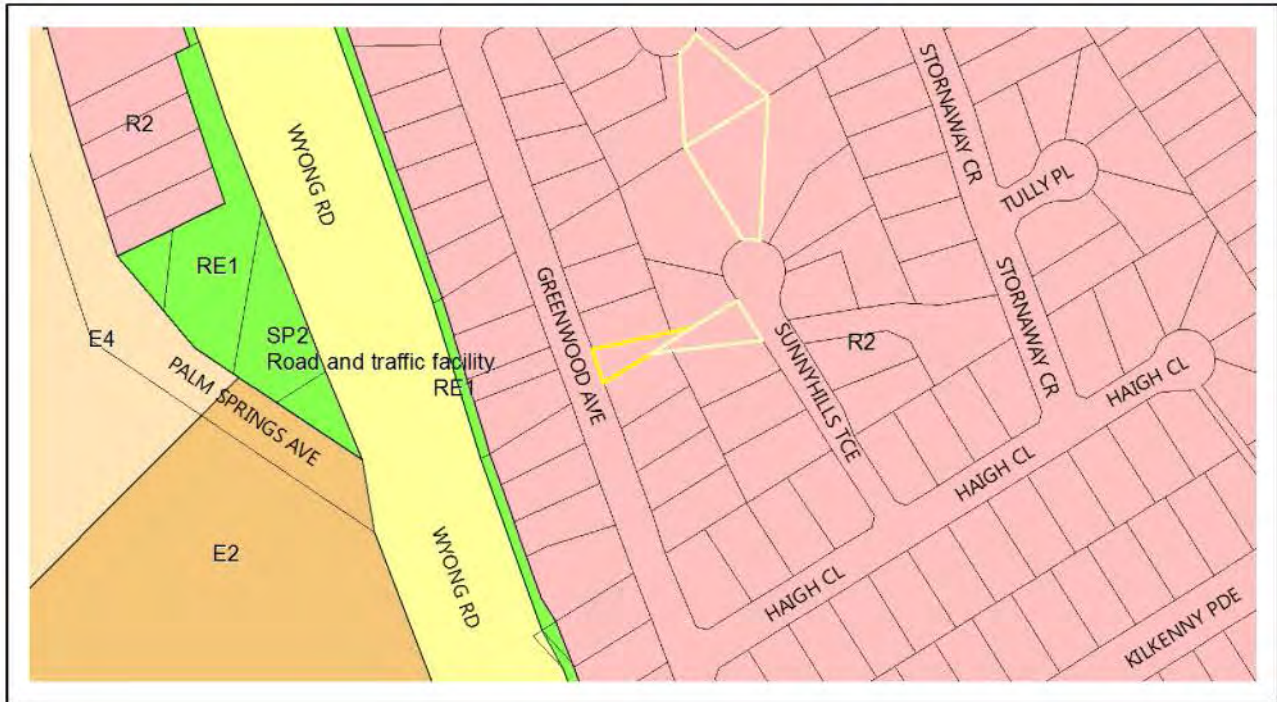 R2
WYONG RD
STORNAWAY CR
TULLY PL
RE1
GREENWOOD AVE
STORNAWAY CR
E4
SP2
Road and traffic facility
RE1
SUNNYHILLS TCE
R2
HAIGH CL
PALM SPRINGS AVE
HAIGH CL
E2
WYONG RD
HAIGH CL
KILKENNY PDE